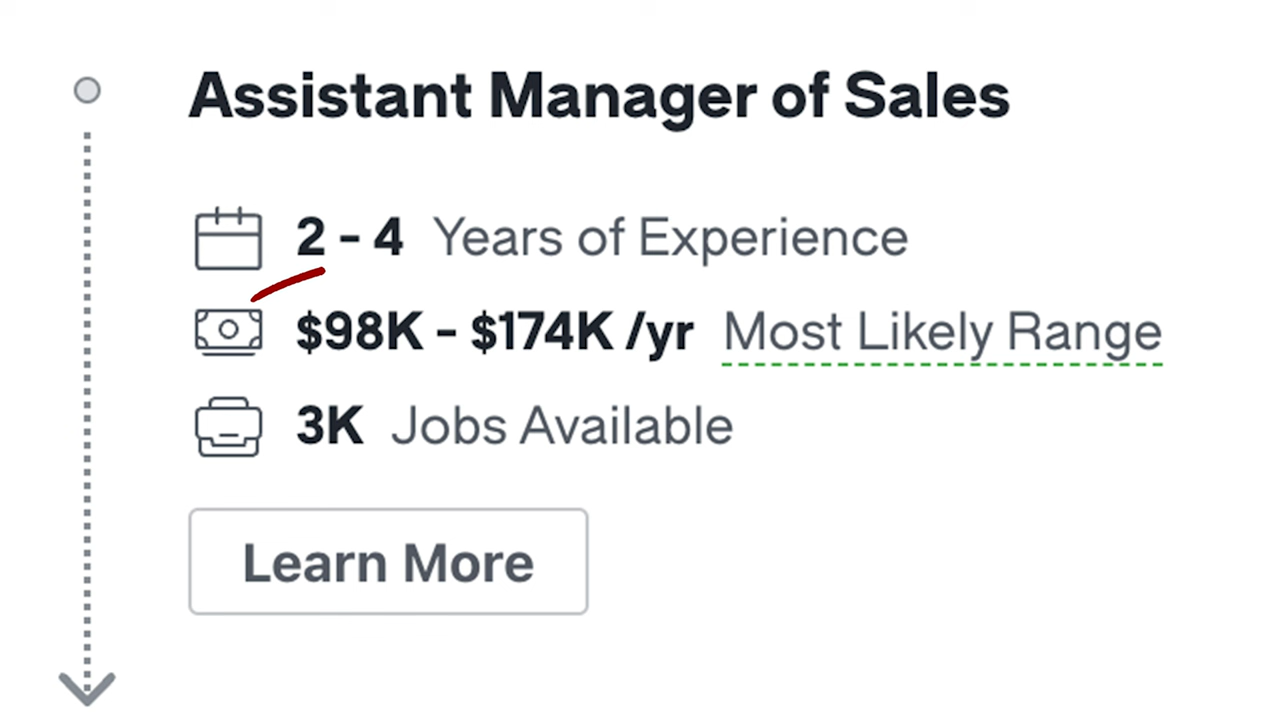 Assistant Manager of Sales
2 - 4 Years of Experience
$98K - $174K /yr Most Likely Range
3K Jobs Available
Learn More